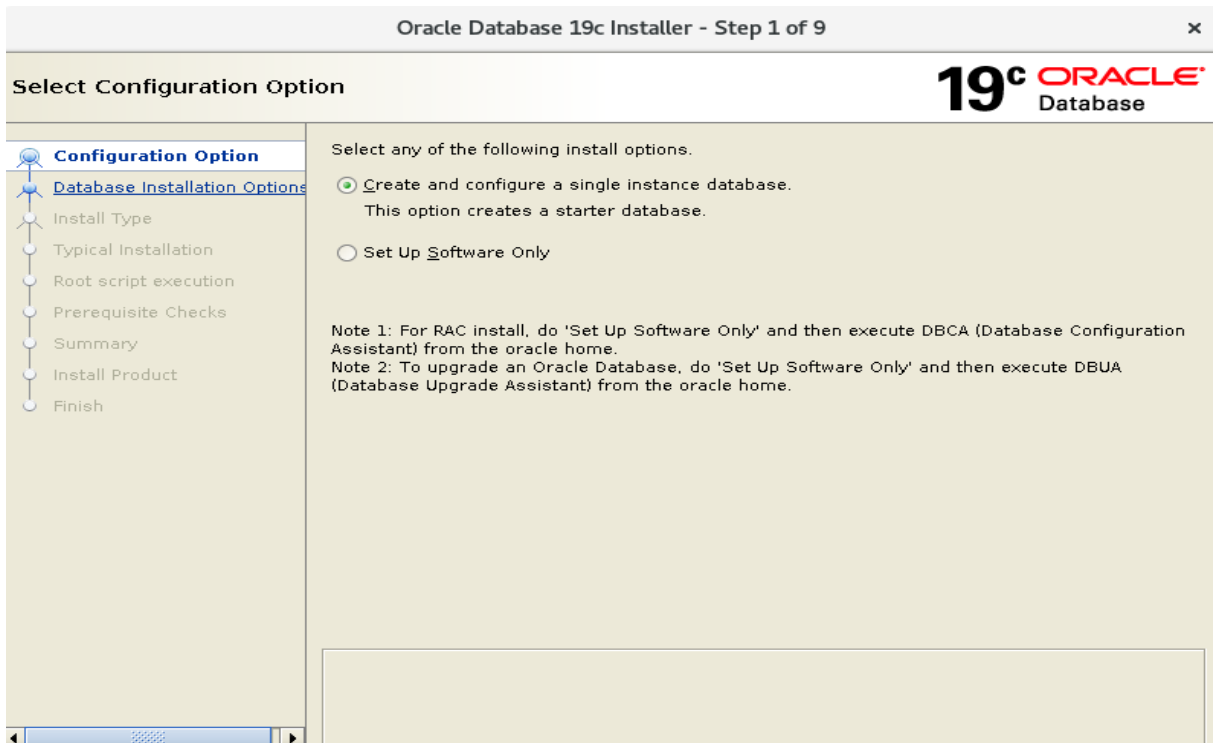 Oracle Database 19c Installer - Step 1 of 9
Select Configuration Option
19c ORACLE
Database
Configuration Option
Database Installation Options
Install Type
Typical Installation
Root script execution
Prerequisite Checks
Summary
Install Product
Finish
Select any of the following install options.
Create and configure a single instance database.
This option creates a starter database.
Set Up Software Only
Note 1: For RAC install, do 'Set Up Software Only' and then execute DBCA (Database Configuration
Assistant) from the oracle home.
Note 2: To upgrade an Oracle Database, do 'Set Up Software Only' and then execute DBUA
(Database Upgrade Assistant) from the oracle home.